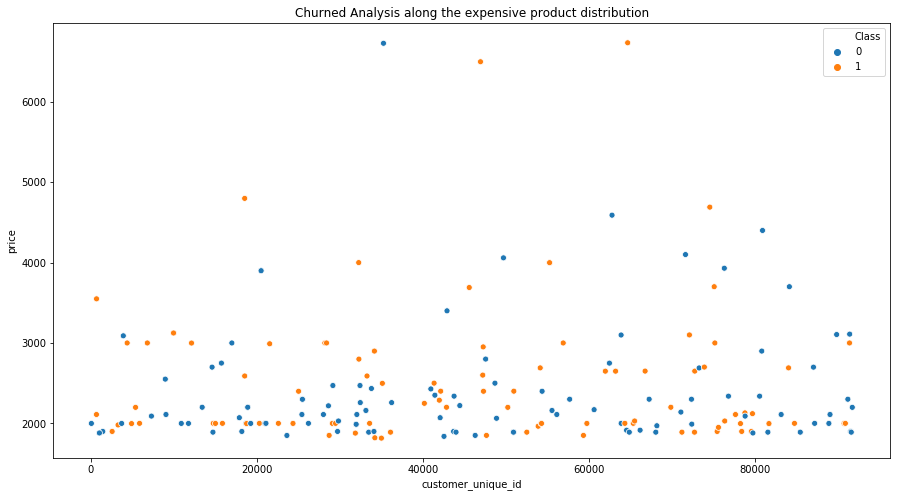 Churned Analysis along the expensive product distribution
Class
0
1
6000
5000
4000
3000
2000
price
0 20000 40000 60000 80000
customer_unique_id